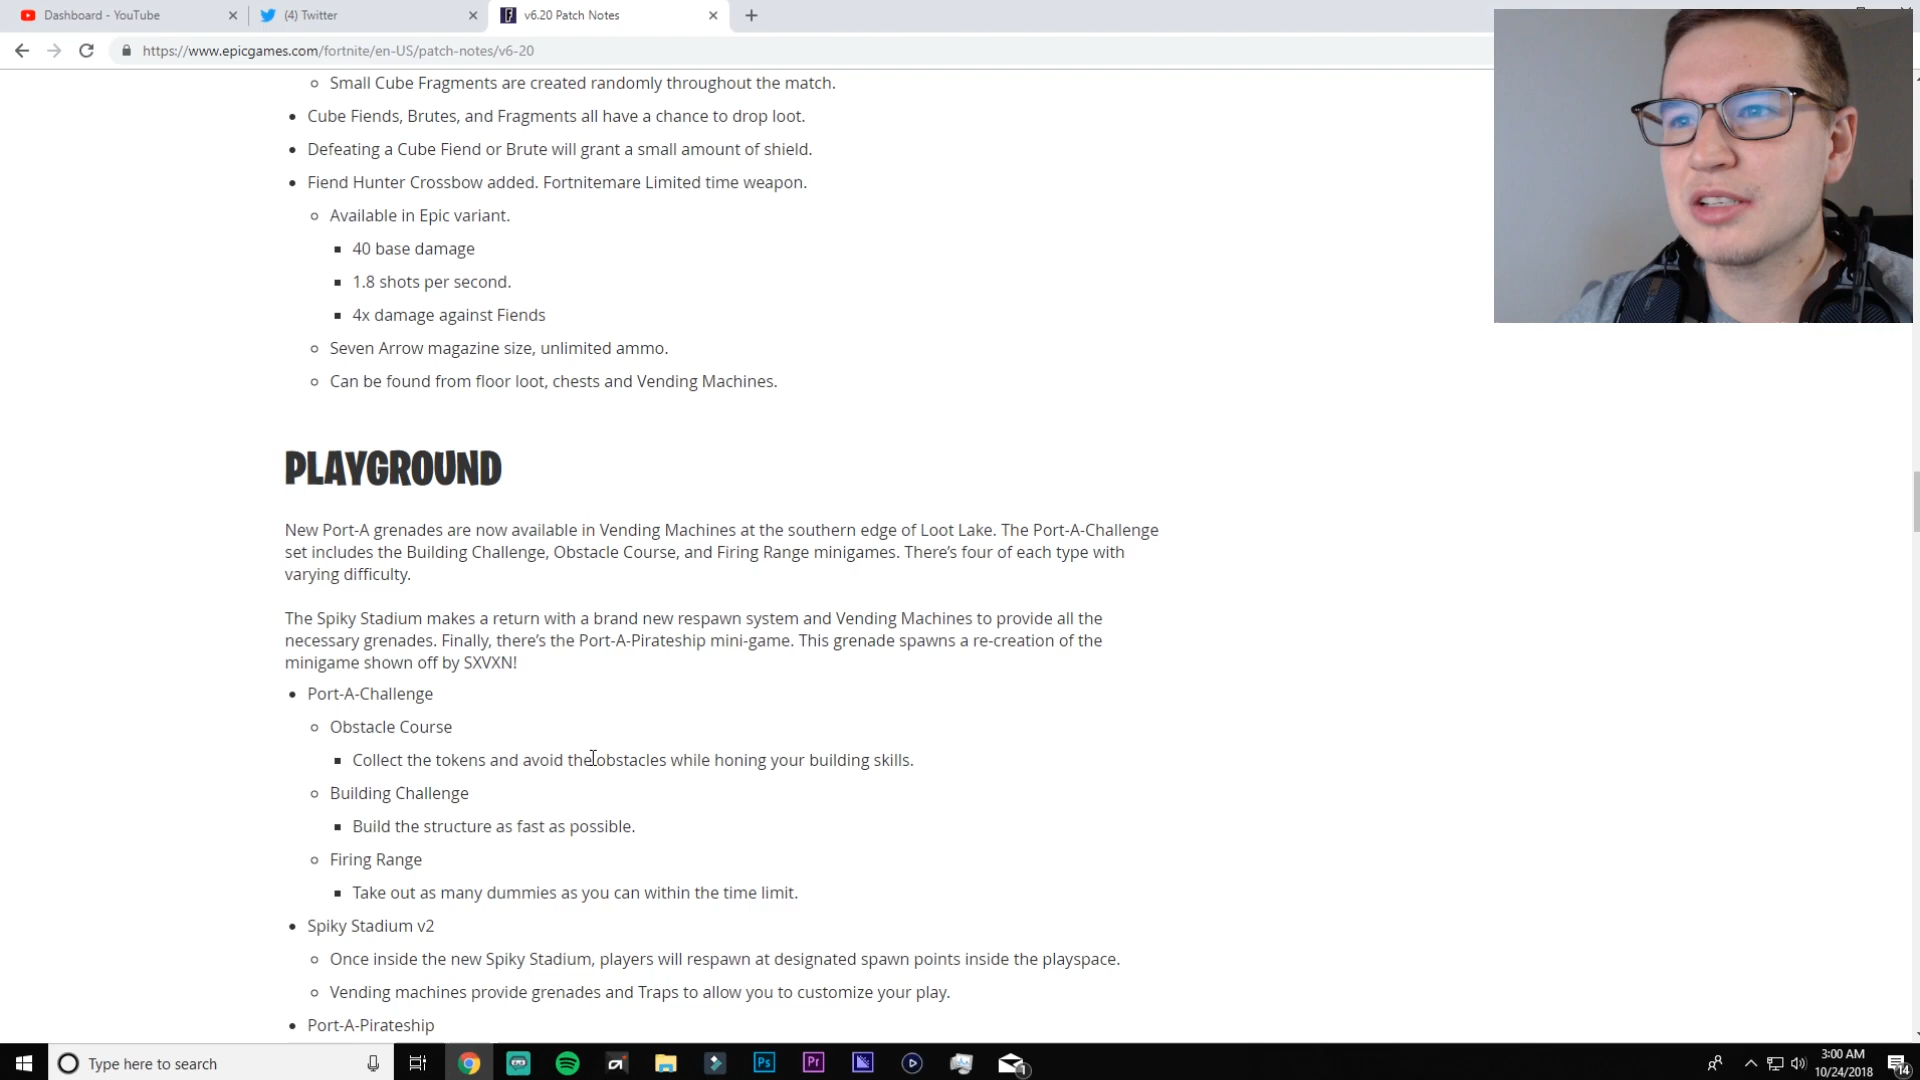 Dashboard - YouTube
(4) Twitter
v6.20 Patch Notes
https://www.epicgames.com/fortnite/en-US/patch-notes/v6-20
Small Cube Fragments are created randomly throughout the match.
Cube Fiends, Brutes, and Fragments all have a chance to drop loot.
Defeating a Cube Fiend or Brute will grant a small amount of shield.
Fiend Hunter Crossbow added. Fortnitemare Limited time weapon.
Available in Epic variant.
40 base damage
1.8 shots per second.
4x damage against Fiends
Seven Arrow magazine size, unlimited ammo.
Can be found from floor loot, chests and Vending Machines.
PLAYGROUND
New Port-A grenades are now available in Vending Machines at the southern edge of Loot Lake. The Port-A-Challenge
set includes the Building Challenge, Obstacle Course, and Firing Range minigames. There's four of each type with
varying difficulty.
The Spiky Stadium makes a return with a brand new respawn system and Vending Machines to provide all the
necessary grenades. Finally, there's the Port-A-Pirateship mini-game. This grenade spawns a re-creation of the
minigame shown off by SXVXN!
Port-A-Challenge
Obstacle Course
Collect the tokens and avoid the obstacles while honing your building skills.
Building Challenge
Build the structure as fast as possible.
Firing Range
Take out as many dummies as you can within the time limit.
Spiky Stadium v2
Once inside the new Spiky Stadium, players will respawn at designated spawn points inside the playspace.
Vending machines provide grenades and Traps to allow you to customize your play.
Port-A-Pirateship
Type here to search
Ps
Pr
1
3:00 AM
10/24/2018
14